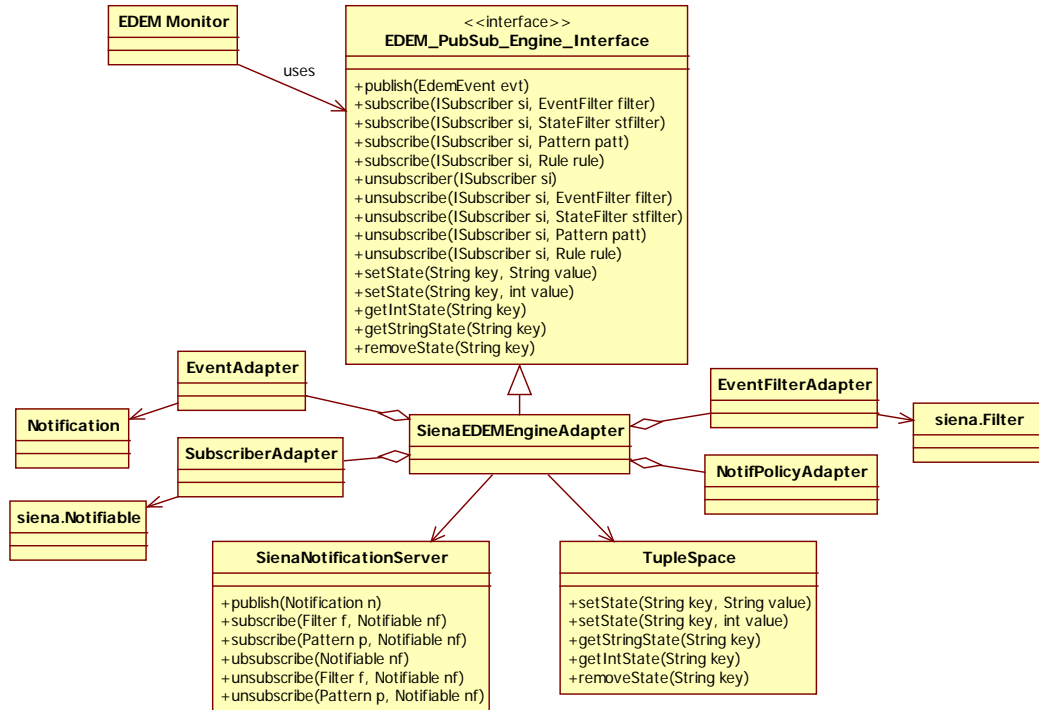 EDEM Monitor
<<interface>>
EDEM_PubSub_Engine_Interface
uses
+publish(EdemEvent evt)
+subscribe(ISubscriber si, EventFilter filter)
+subscribe(ISubscriber si, StateFilter stfilter)
+subscribe(ISubscriber si, Pattern patt)
+subscribe(ISubscriber si, Rule rule)
+unsubscriber(ISubscriber si)
+unsubscribe(ISubscriber si, EventFilter filter)
+unsubscribe(ISubscriber si, StateFilter stfilter)
+unsubscribe(ISubscriber si, Pattern patt)
+unsubscribe(ISubscriber si, Rule rule)
+setState(String key, String value)
+setState(String key, int value)
+getIntState(String key)
+getStringState(String key)
+removeState(String key)
EventAdapter
Notification
SubscriberAdapter
siena.Notifiable
SienaEDEMEngineAdapter
EventFilterAdapter
siena.Filter
NotifPolicyAdapter
SienaNotificationServer
+publish(Notification n)
+subscribe(Filter f, Notifiable nf)
+subscribe(Pattern p, Notifiable nf)
+ubsubscribe(Notifiable nf)
+unsubscribe(Filter f, Notifiable nf)
+unsubscribe(Pattern p, Notifiable nf)
TupleSpace
+setState(String key, String value)
+setState(String key, int value)
+getStringState(String key)
+getIntState(String key)
+removeState(String key)